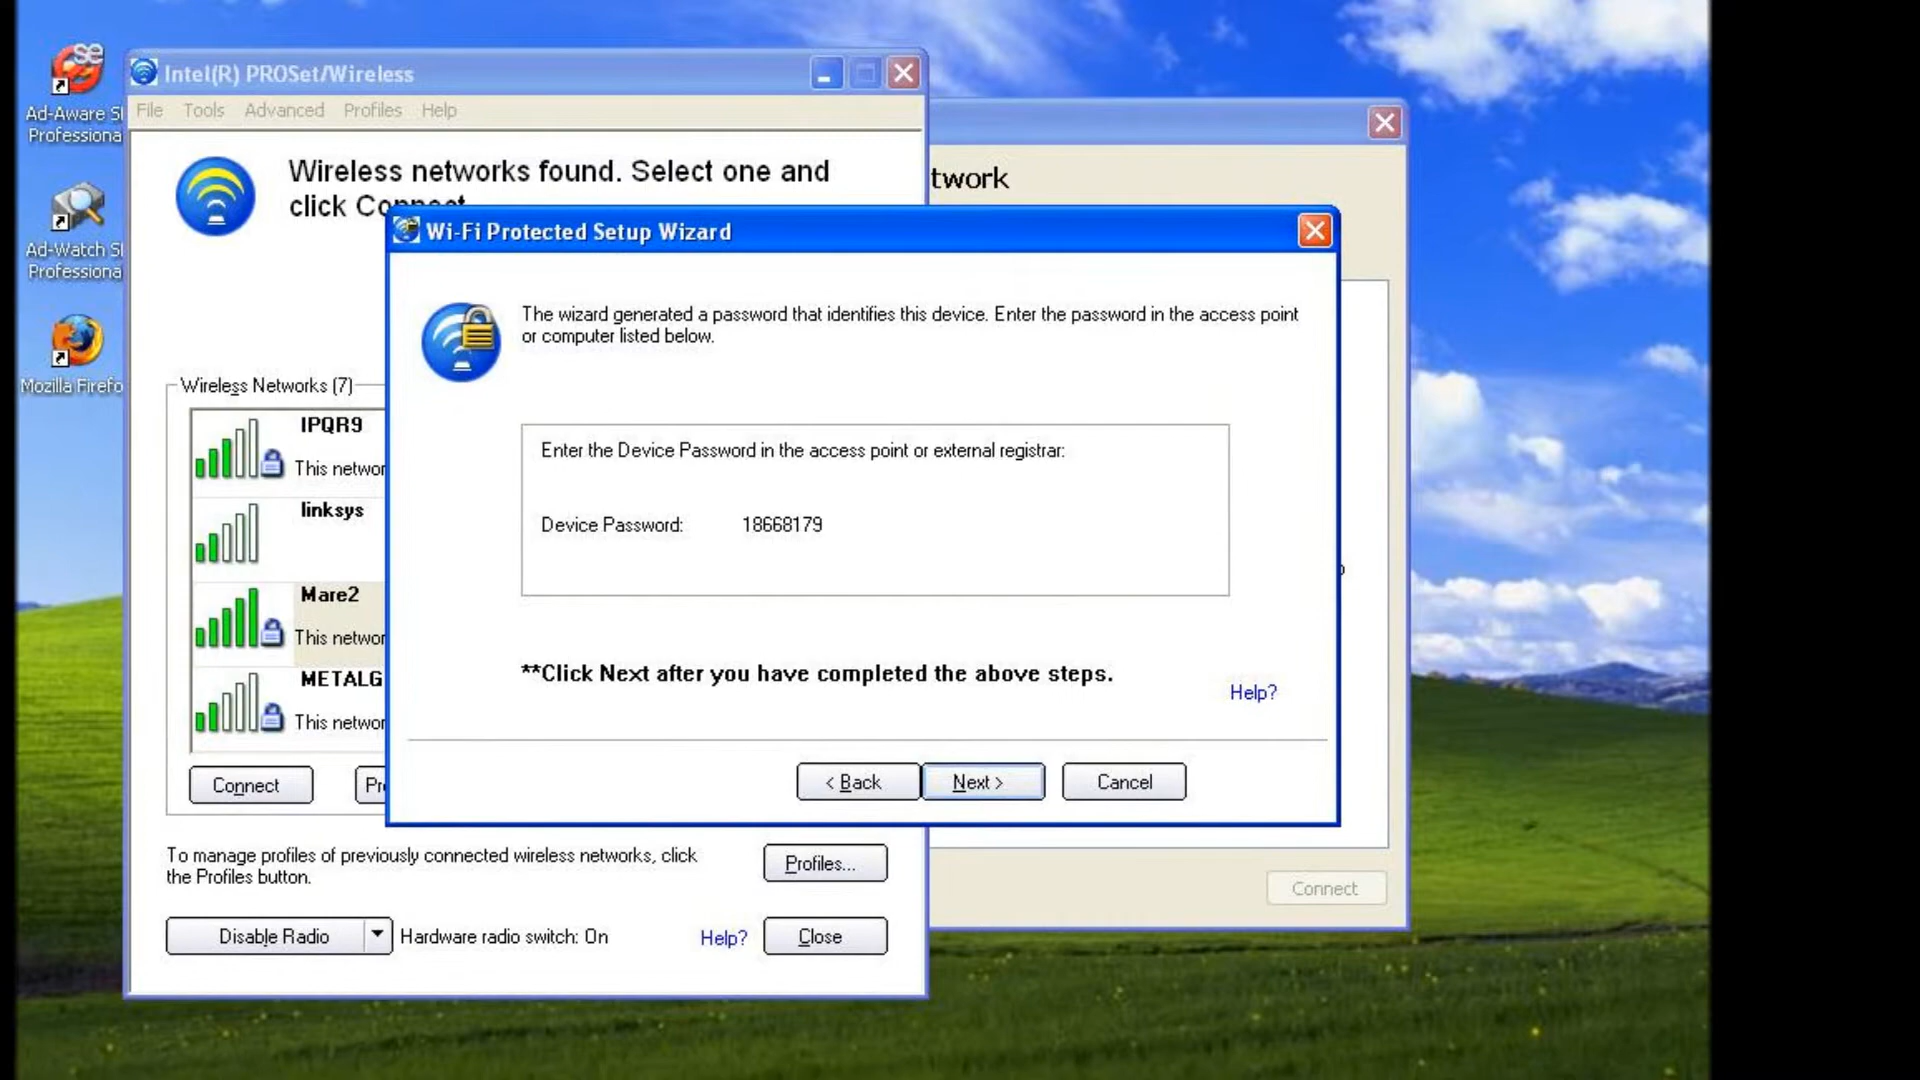 Ad-Aware S
Professiona
Ad-Watch S
Professiona
Mozilla Firefo
Intel(R) PROSet/Wireless
File Tools Advanced Profiles Help
Wireless networks found. Select one and
click Connect
Wireless Networks (7)
IPQR9
This networ
linksys
Mare2
This networ
METALG
This networ
Connect
Pr
To manage profiles of previously connected wireless networks, click
the Profiles button.
Profiles...
Disable Radio
Hardware radio switch: On
Help?
Close
twork
Connect
Wi-Fi Protected Setup Wizard
The wizard generated a password that identifies this device. Enter the password in the access point
or computer listed below.
Enter the Device Password in the access point or external registrar:
Device Password: 18668179
**Click Next after you have completed the above steps.
Help?
< Back
Next >
Cancel